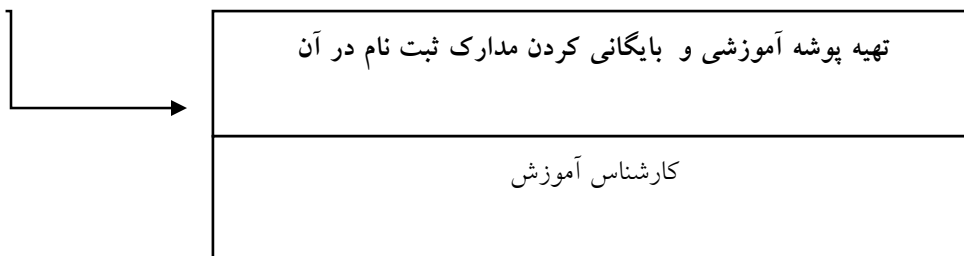 تهیه پوشه آموزشی و بایگانی کردن مدارک ثبت نام در آن
کارشناس آموزش